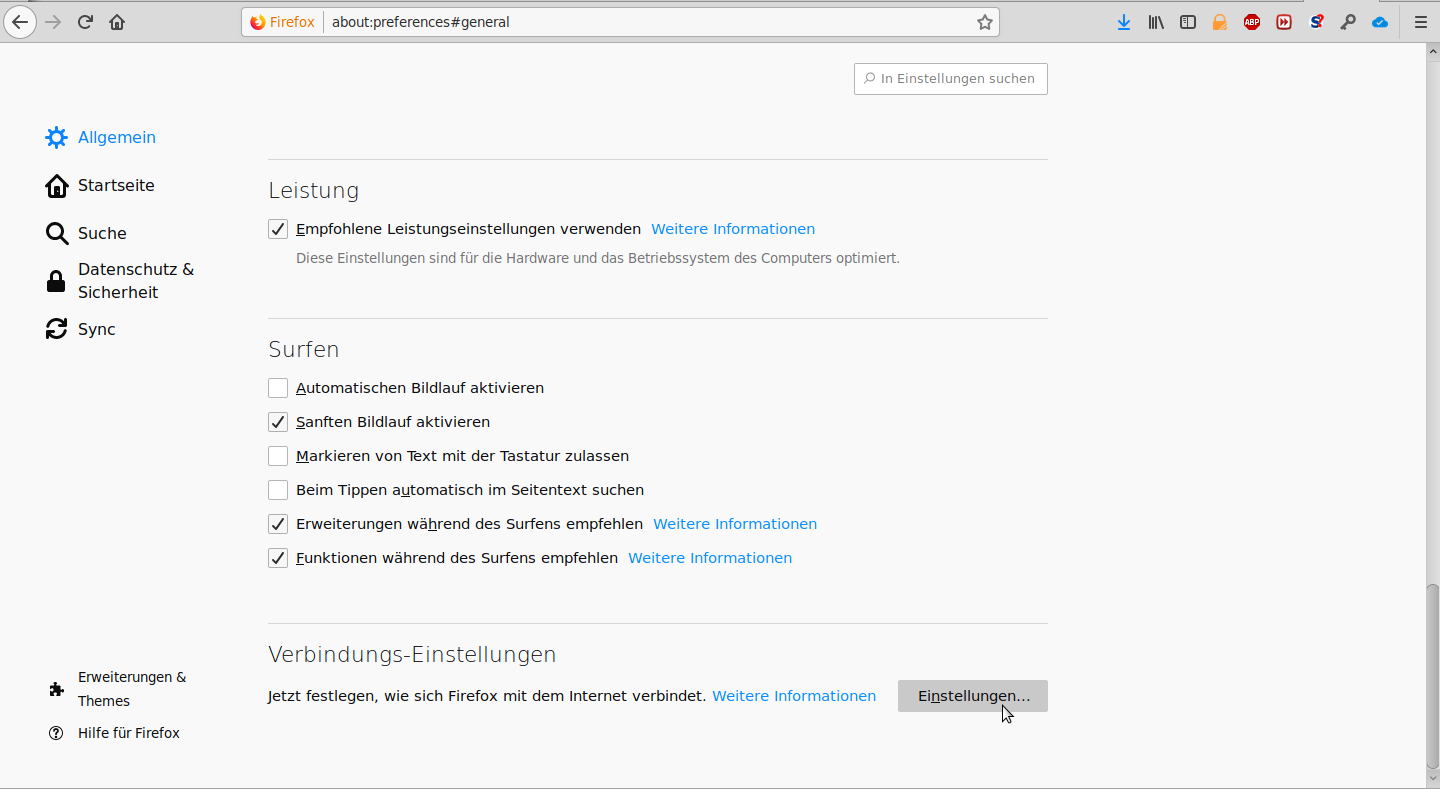 Firefox about:preferences#general
ABP
S?
In Einstellungen suchen
Allgemein
Startseite
Suche
Datenschutz &
Sicherheit
Sync
Leistung
Empfohlene Leistungseinstellungen verwenden Weitere Informationen
Diese Einstellungen sind für die Hardware und das Betriebssystem des Computers optimiert.
Surfen
Automatischen Bildlauf aktivieren
Sanften Bildlauf aktivieren
Markieren von Text mit der Tastatur zulassen
Beim Tippen automatisch im Seitentext suchen
Erweiterungen während des Surfens empfehlen Weitere Informationen
Funktionen während des Surfens empfehlen Weitere Informationen
Verbindungs-Einstellungen
Jetzt festlegen, wie sich Firefox mit dem Internet verbindet. Weitere Informationen Einstellungen...
Erweiterungen &
Themes
Hilfe für Firefox